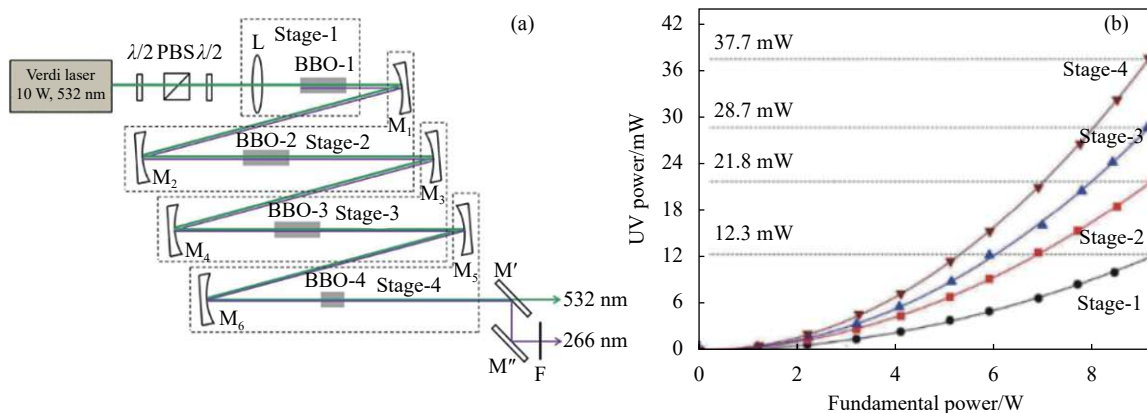 (a)
λ/2 PBS λ/2
L
Stage-1
BBO-1
Verdi laser
10 W, 532 nm
M1
BBO-2
Stage-2
M2
M3
BBO-3
Stage-3
M4
M5
BBO-4
Stage-4
M6
M′
532 nm
266 nm
M″
F
(b)
UV power/mW
42
36
30
24
18
12
6
0
37.7 mW
28.7 mW
21.8 mW
12.3 mW
Stage-4
Stage-3
Stage-2
Stage-1
0 2 4 6 8
Fundamental power/W